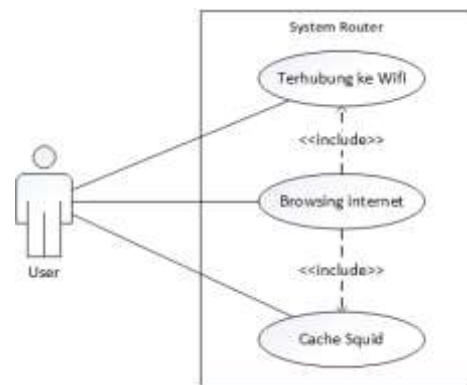 System Router
Terhubung ke Wifi
<<include>>
Browsing internet
<<include>>
User
Cache Squid